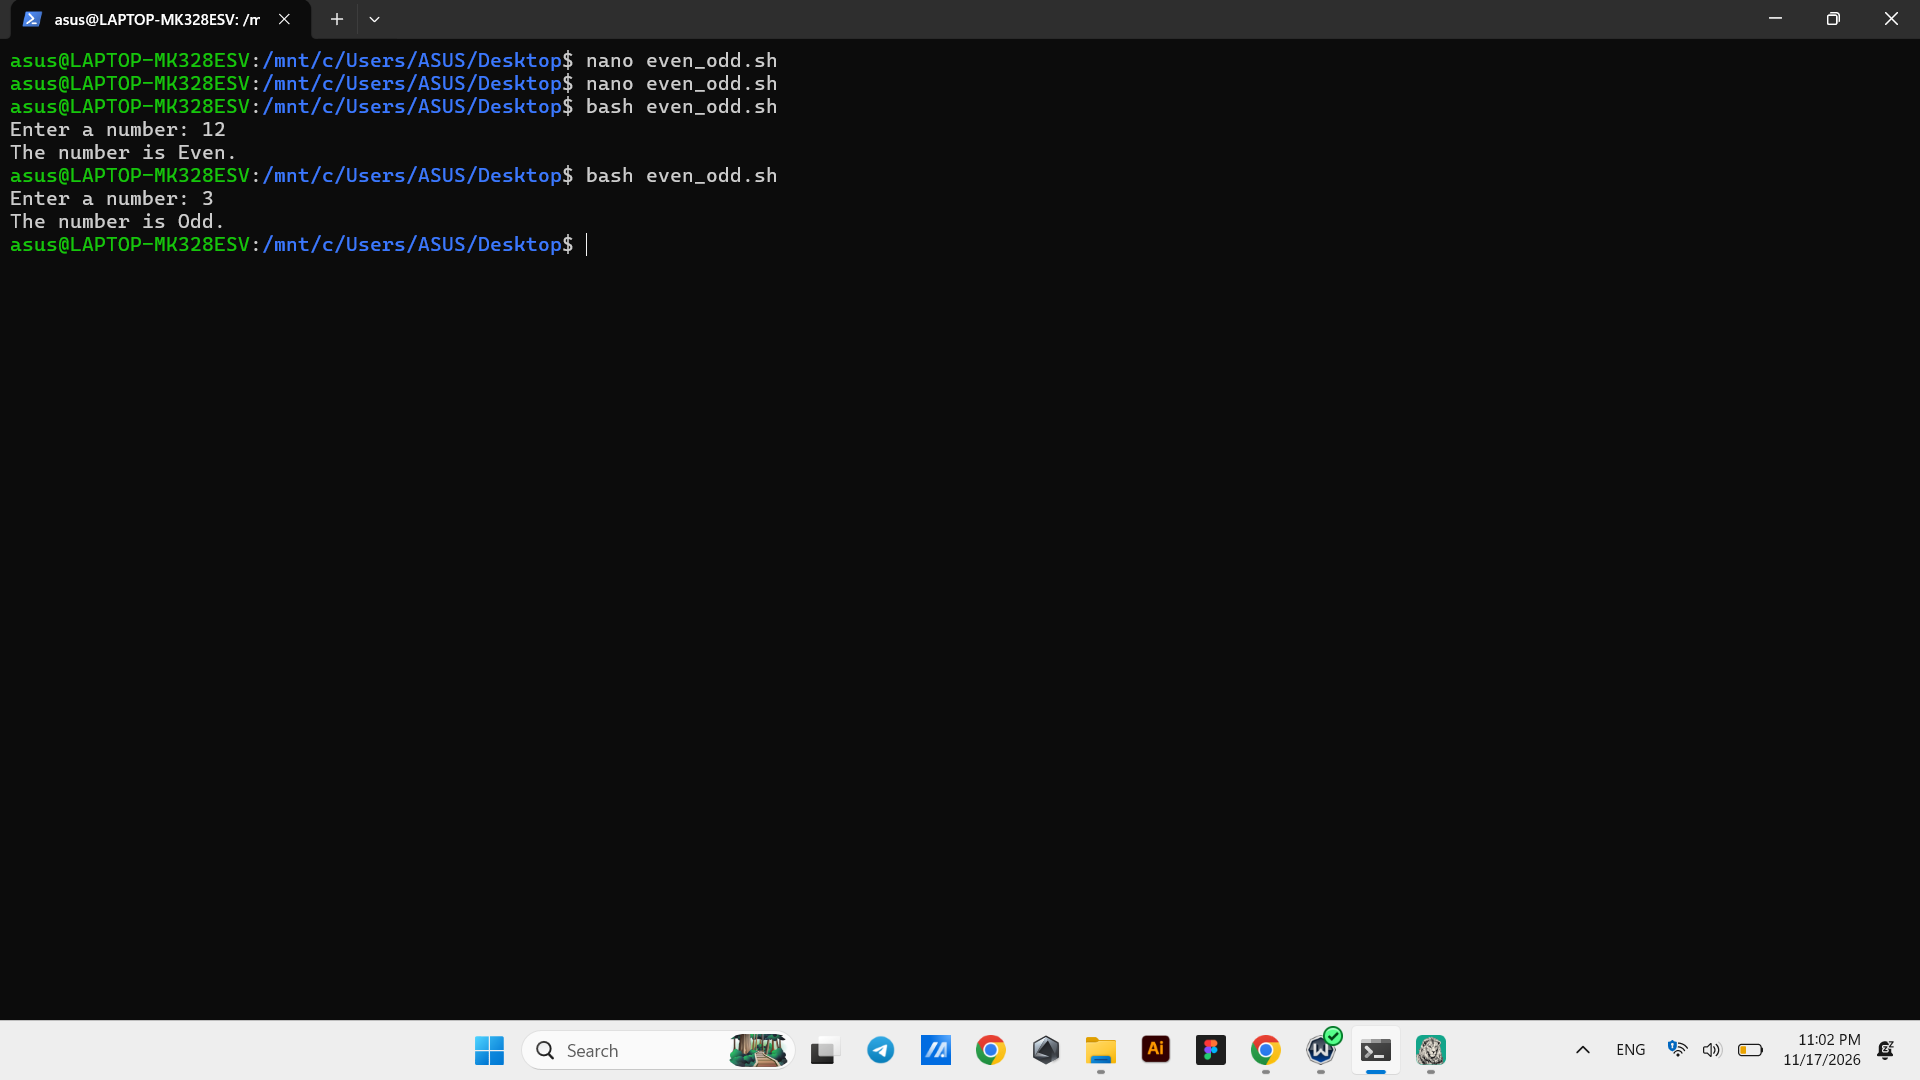 asus@LAPTOP-MK328ESV: /m
asus@LAPTOP-MK328ESV:/mnt/c/Users/ASUS/Desktop$ nano even_odd.sh
asus@LAPTOP-MK328ESV:/mnt/c/Users/ASUS/Desktop$ nano even_odd.sh
asus@LAPTOP-MK328ESV:/mnt/c/Users/ASUS/Desktop$ bash even_odd.sh
Enter a number: 12
The number is Even.
asus@LAPTOP-MK328ESV:/mnt/c/Users/ASUS/Desktop$ bash even_odd.sh
Enter a number: 3
The number is Odd.
asus@LAPTOP-MK328ESV:/mnt/c/Users/ASUS/Desktop$
Search
Ai
W
ENG
11:02 PM
11/17/2026